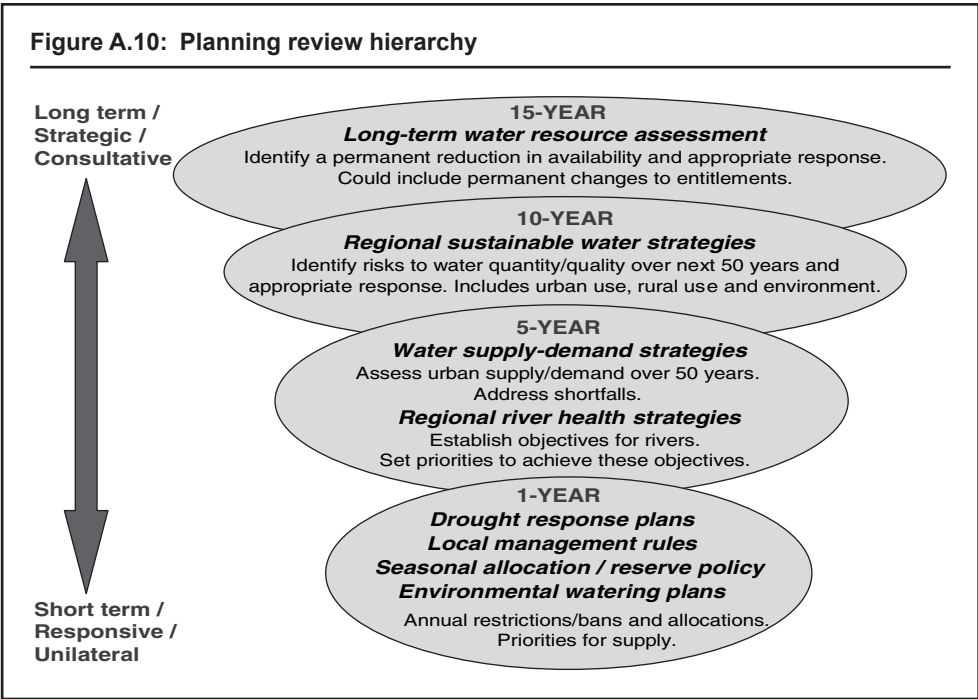 Figure A.10: Planning review hierarchy
Long term /
Strategic /
Consultative
15-YEAR
Long-term water resource assessment
Identify a permanent reduction in availability and appropriate response.
Could include permanent changes to entitlements.
10-YEAR
Regional sustainable water strategies
Identify risks to water quantity/quality over next 50 years and
appropriate response. Includes urban use, rural use and environment.
5-YEAR
Water supply-demand strategies
Assess urban supply/demand over 50 years.
Address shortfalls.
Regional river health strategies
Establish objectives for rivers.
Set priorities to achieve these objectives.
1-YEAR
Drought response plans
Local management rules
Seasonal allocation / reserve policy
Environmental watering plans
Annual restrictions/bans and allocations.
Priorities for supply.
Short term /
Responsive /
Unilateral